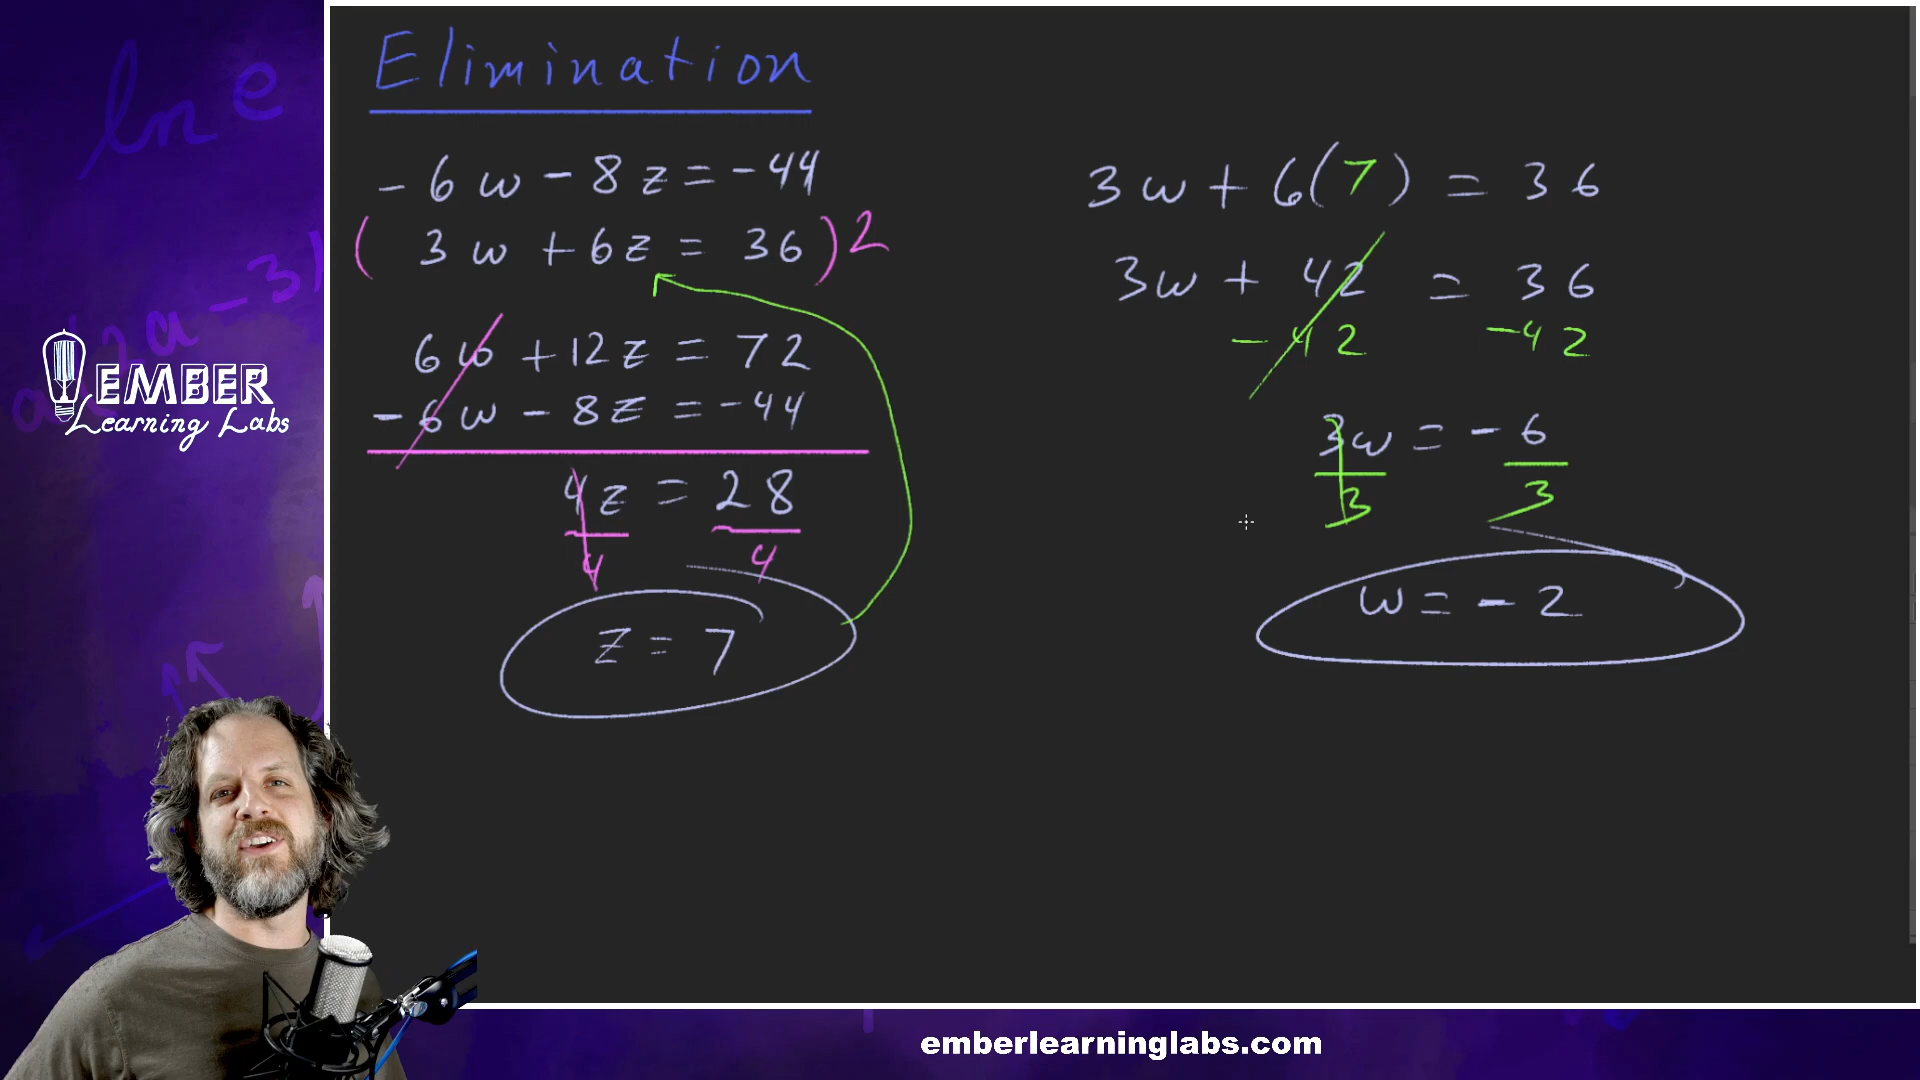 Elimination
-6w - 8z = -44
( 3w + 6z = 36 ) 2
6w + 12z = 72
-6w - 8z = -44
4z = 28
4 4
z = 7
3w + 6(7) = 36
3w + 42 = 36
-42 -42
3w = -6
3 3
w = -2
ln e
EMBER
Learning Labs
emberlearninglabs.com